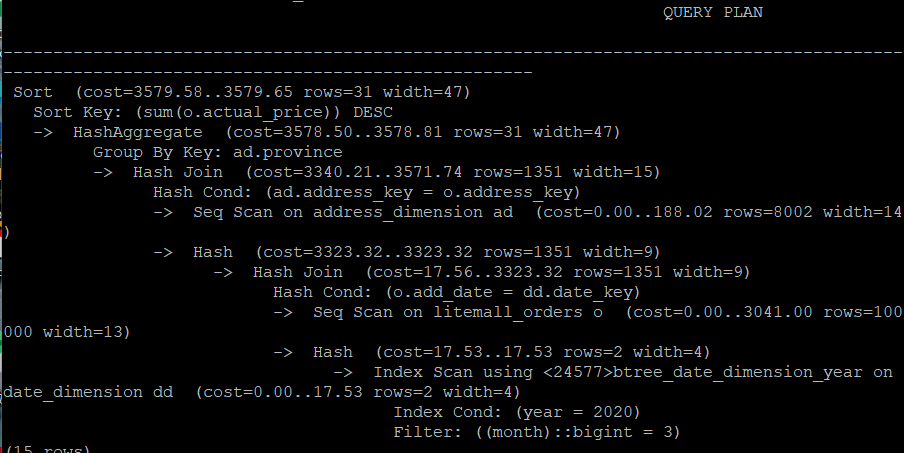 QUERY PLAN
------------------------------------------------------------------------------------------
-----------------------------------------------------
Sort  (cost=3579.58..3579.65 rows=31 width=47)
  Sort Key: (sum(o.actual_price)) DESC
  ->  HashAggregate  (cost=3578.50..3578.81 rows=31 width=47)
        Group By Key: ad.province
        ->  Hash Join  (cost=3340.21..3571.74 rows=1351 width=15)
              Hash Cond: (ad.address_key = o.address_key)
              ->  Seq Scan on address_dimension ad  (cost=0.00..188.02 rows=8002 width=14
)
              ->  Hash  (cost=3323.32..3323.32 rows=1351 width=9)
                    ->  Hash Join  (cost=17.56..3323.32 rows=1351 width=9)
                          Hash Cond: (o.add_date = dd.date_key)
                          ->  Seq Scan on litemall_orders o  (cost=0.00..3041.00 rows=100
000 width=13)
                          ->  Hash  (cost=17.53..17.53 rows=2 width=4)
                                ->  Index Scan using <24577>btree_date_dimension_year on
date_dimension dd  (cost=0.00..17.53 rows=2 width=4)
                                      Index Cond: (year = 2020)
                                      Filter: ((month)::bigint = 3)
(15 rows)